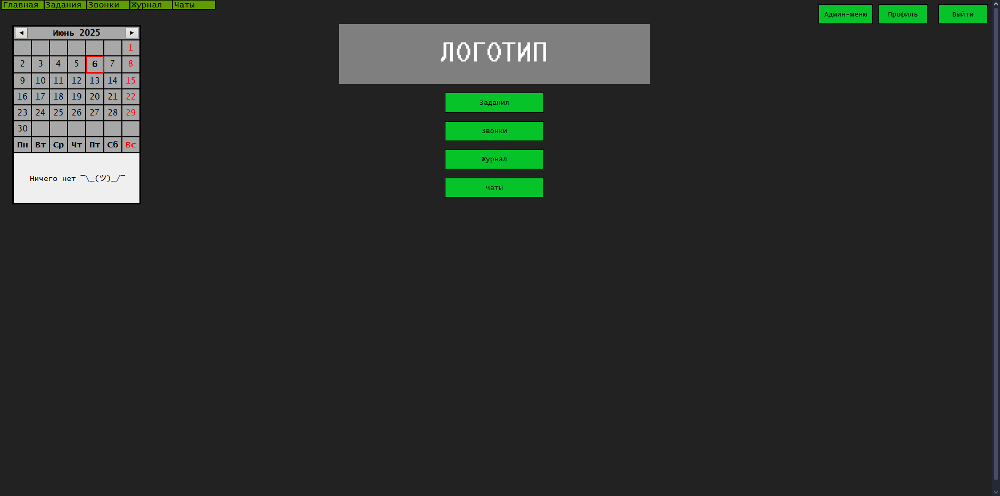 Главная Задания Звонки Журнал Чаты
Админ-меню Профиль Выйти
◄ Июнь 2025 ►
1
2 3 4 5 6 7 8
9 10 11 12 13 14 15
16 17 18 19 20 21 22
23 24 25 26 27 28 29
30
Пн Вт Ср Чт Пт Сб Вс
Ничего нет ¯\_(ツ)_/¯
ЛОГОТИП
Задания
Звонки
Журнал
Чаты